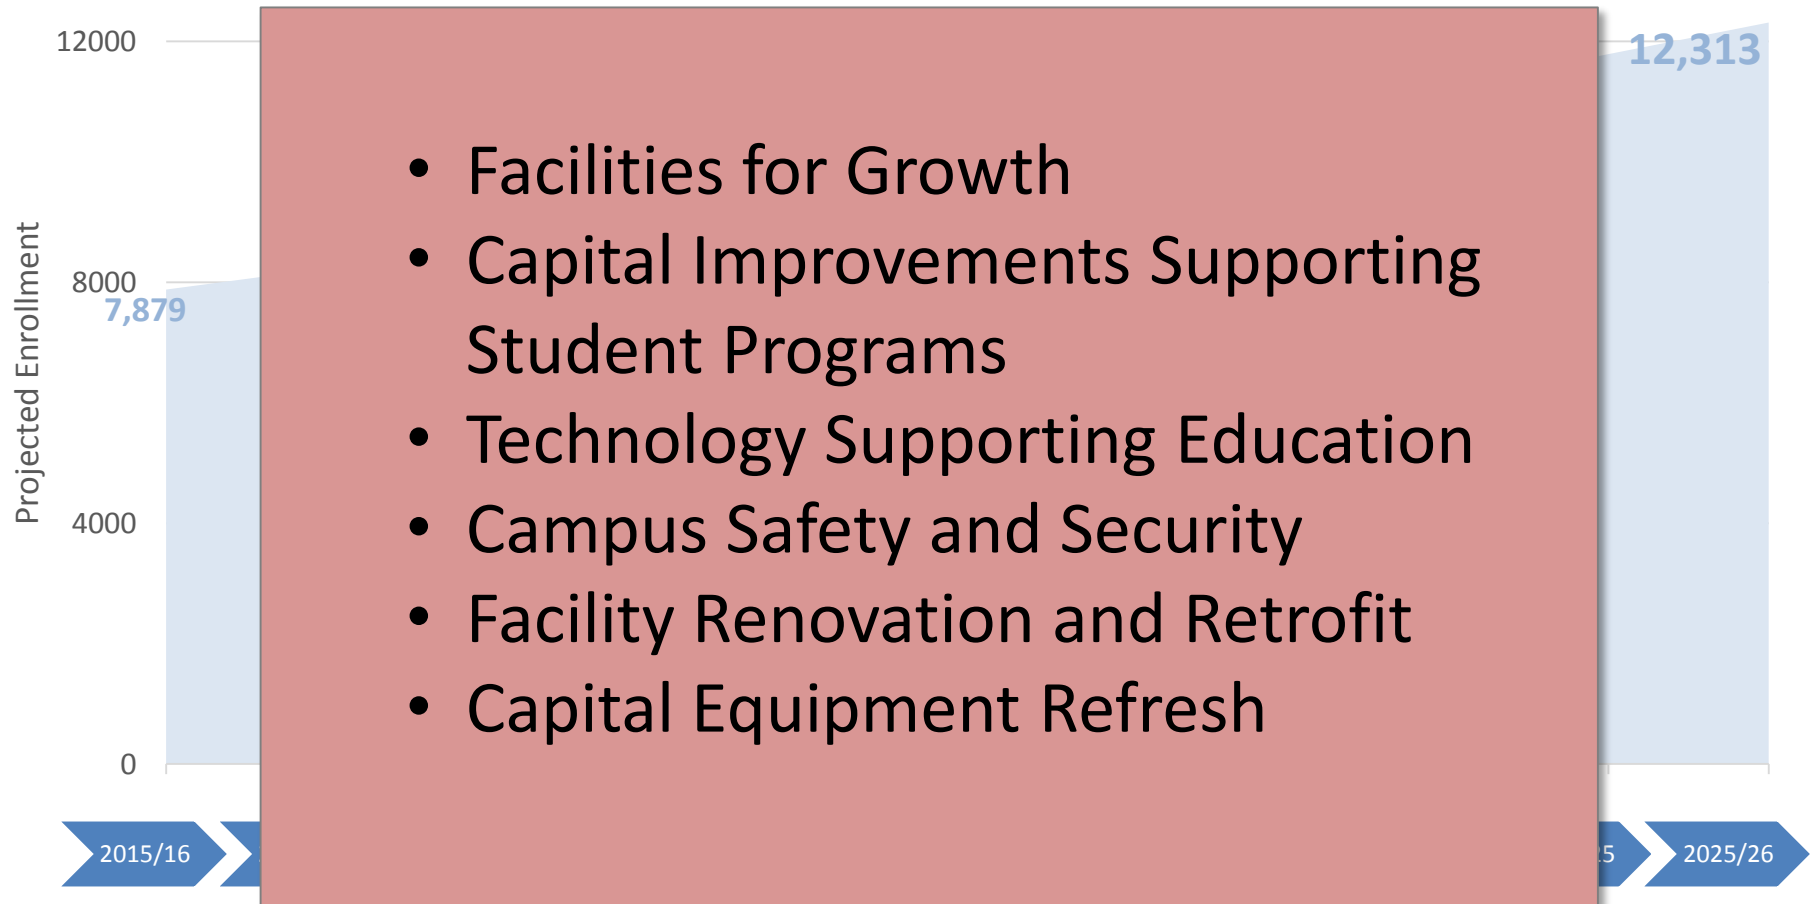 12000
12,313
• Facilities for Growth
• Capital Improvements Supporting
Student Programs
• Technology Supporting Education
• Campus Safety and Security
• Facility Renovation and Retrofit
• Capital Equipment Refresh
Projected Enrollment
8000
7,879
4000
0
2015/16
2025/26